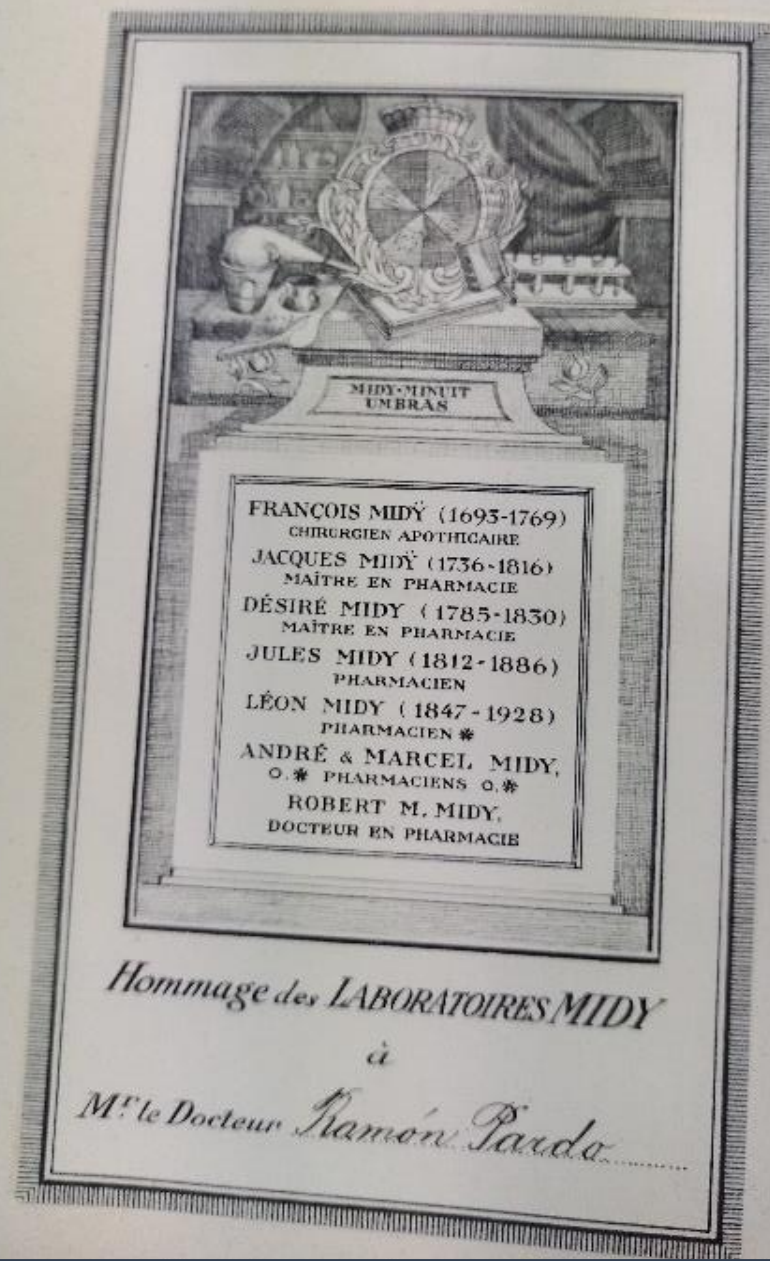 MIDY·MINUIT
UMBRAS
FRANÇOIS MIDŸ (1693-1769)
CHIRURGIEN APOTHICAIRE
JACQUES MIDŸ (1736-1816)
MAÎTRE EN PHARMACIE
DÉSIRÉ MIDY (1785-1830)
MAÎTRE EN PHARMACIE
JULES MIDY (1812-1886)
PHARMACIEN
LÉON MIDY (1847-1928)
PHARMACIEN *
ANDRÉ & MARCEL MIDY,
O.* PHARMACIENS O.*
ROBERT M. MIDY,
DOCTEUR EN PHARMACIE
Hommage des LABORATOIRES MIDY
à
Mr. le Docteur Ramón Pardo